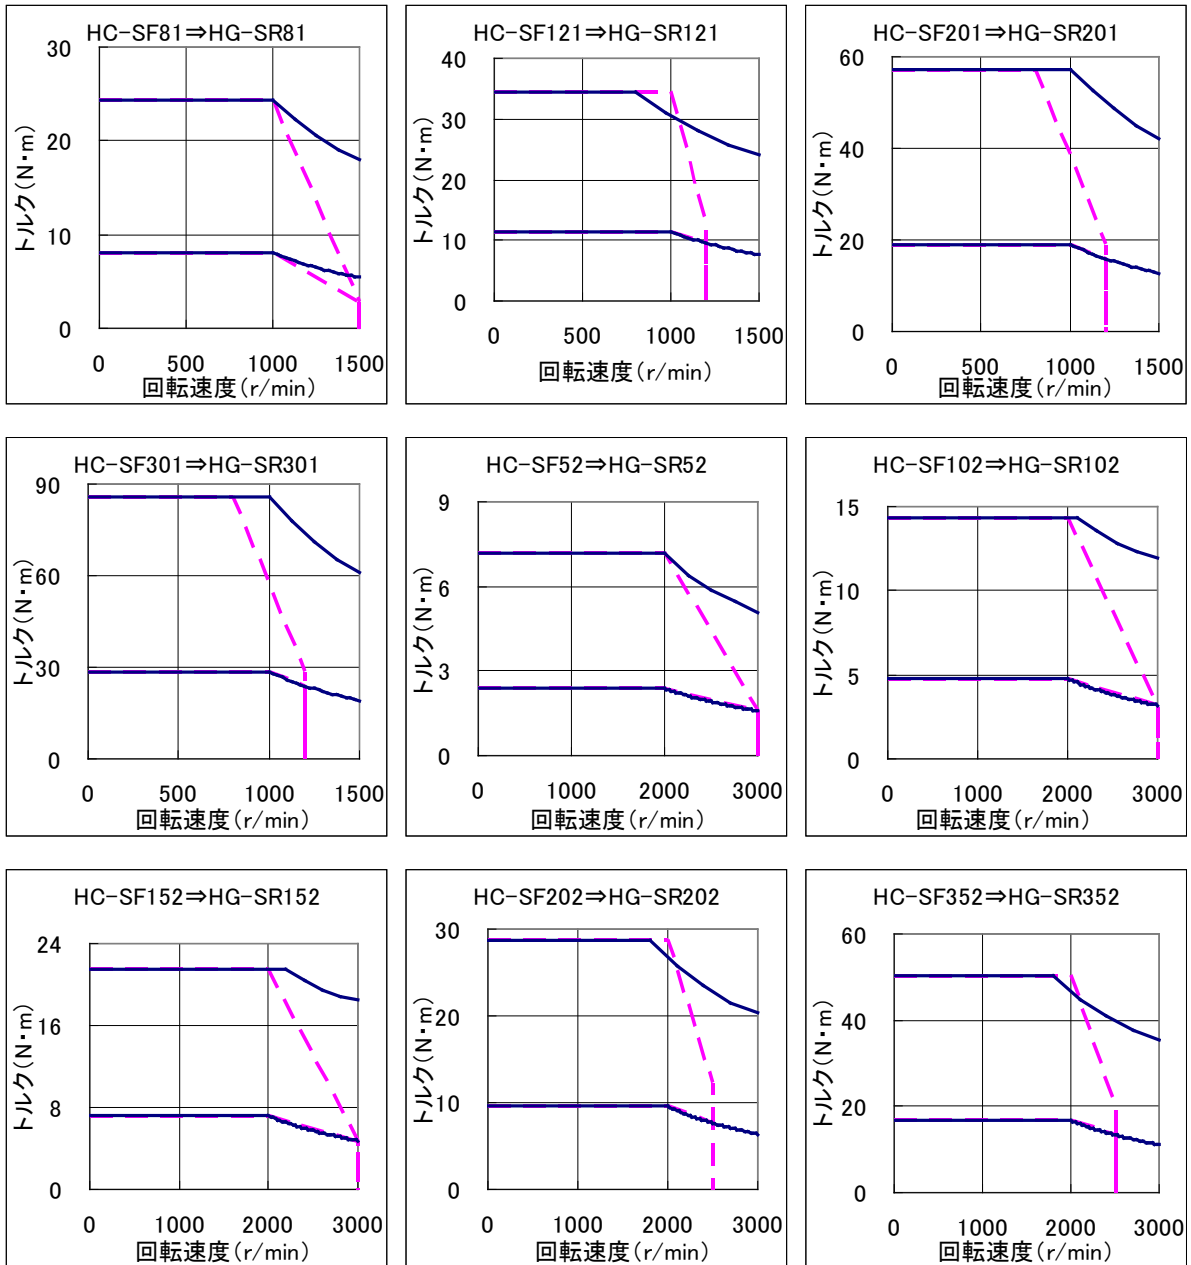 HC-SF81⇒HG-SR81
30
20
10
0
トルク(N・m)
0 500 1000 1500
回転速度(r/min)
HC-SF121⇒HG-SR121
40
30
20
10
0
トルク(N・m)
0 500 1000 1500
回転速度(r/min)
HC-SF201⇒HG-SR201
60
40
20
0
トルク(N・m)
0 500 1000 1500
回転速度(r/min)
HC-SF301⇒HG-SR301
90
60
30
0
トルク(N・m)
0 500 1000 1500
回転速度(r/min)
HC-SF52⇒HG-SR52
9
6
3
0
トルク(N・m)
0 1000 2000 3000
回転速度(r/min)
HC-SF102⇒HG-SR102
15
10
5
0
トルク(N・m)
0 1000 2000 3000
回転速度(r/min)
HC-SF152⇒HG-SR152
24
16
8
0
トルク(N・m)
0 1000 2000 3000
回転速度(r/min)
HC-SF202⇒HG-SR202
30
20
10
0
トルク(N・m)
0 1000 2000 3000
回転速度(r/min)
HC-SF352⇒HG-SR352
60
40
20
0
トルク(N・m)
0 1000 2000 3000
回転速度(r/min)